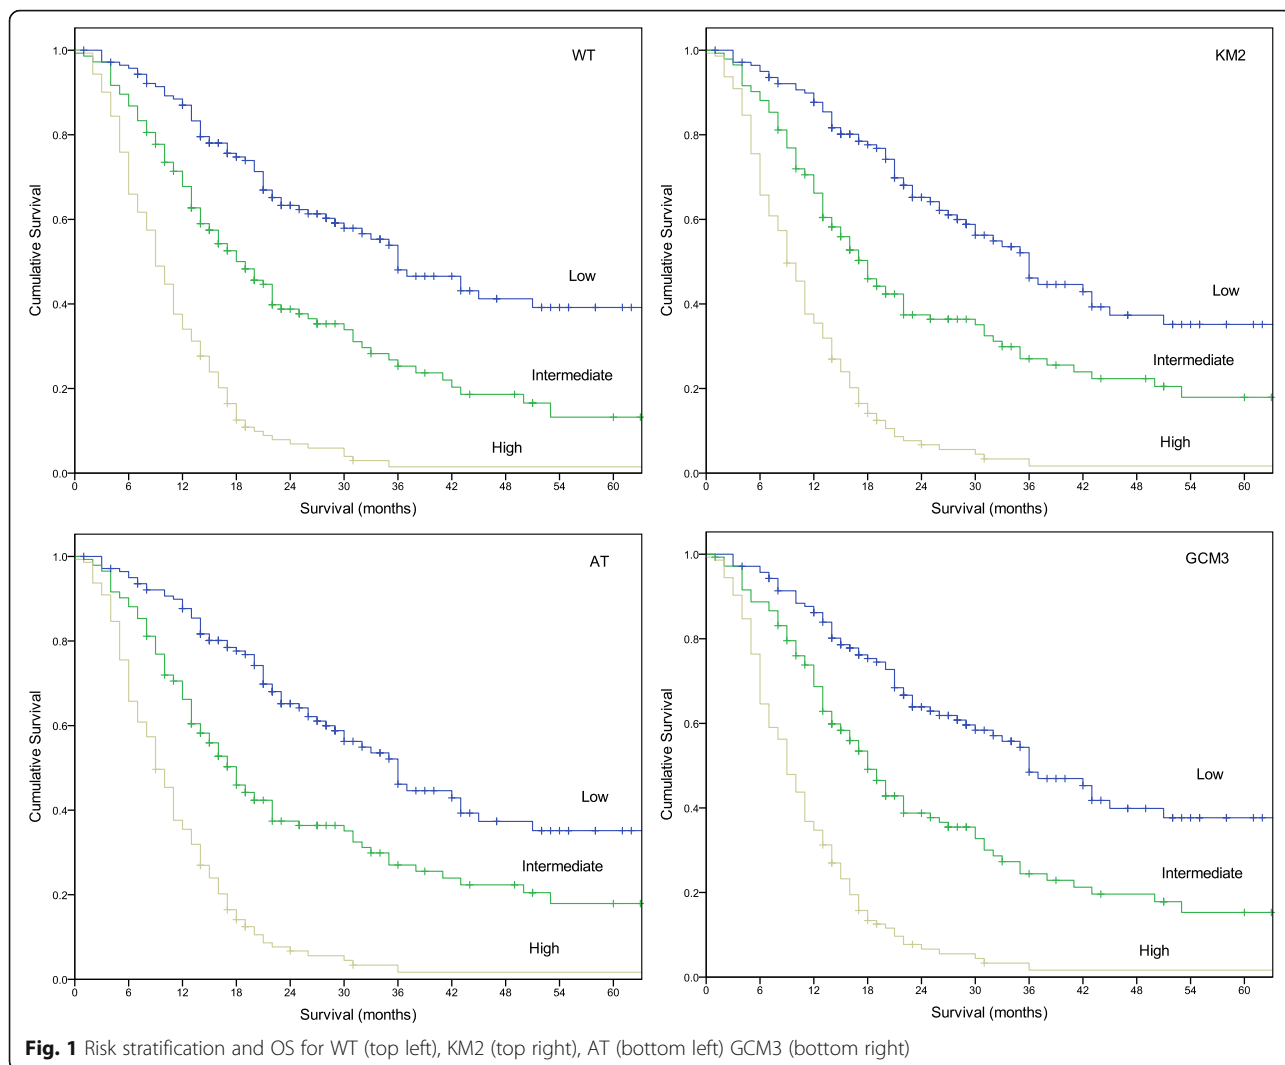 WT
1.0
0.8
0.6
0.4
0.2
0.0
Cumulative Survival
Low
Intermediate
High
0 6 12 18 24 30 36 42 48 54 60
Survival (months)
KM2
1.0
0.8
0.6
0.4
0.2
0.0
Cumulative Survival
Low
Intermediate
High
0 6 12 18 24 30 36 42 48 54 60
Survival (months)
AT
1.0
0.8
0.6
0.4
0.2
0.0
Cumulative Survival
Low
Intermediate
High
0 6 12 18 24 30 36 42 48 54 60
Survival (months)
GCM3
1.0
0.8
0.6
0.4
0.2
0.0
Cumulative Survival
Low
Intermediate
High
0 6 12 18 24 30 36 42 48 54 60
Survival (months)
Fig. 1 Risk stratification and OS for WT (top left), KM2 (top right), AT (bottom left) GCM3 (bottom right)